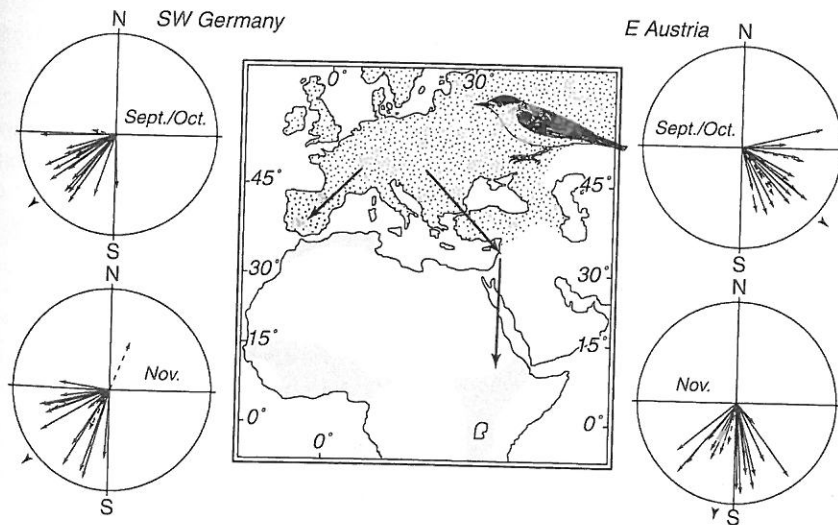 SW Germany
E Austria
N
Sept./Oct.
S
N
Nov.
S
0°
30°
45°
45°
30°
30°
15°
15°
0°
0°
0°
N
Sept./Oct.
S
N
Nov.
S